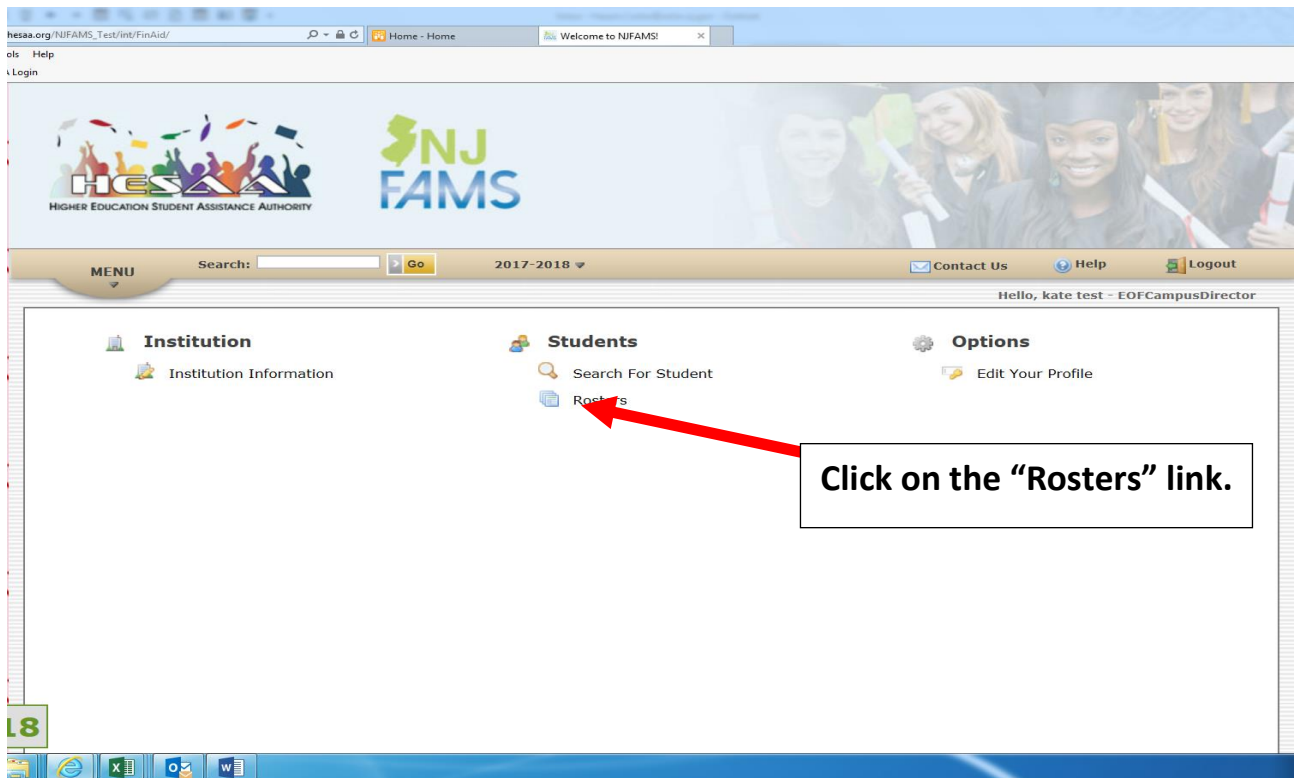 hesaa.org/NJFAMS_Test/int/FinAid/ Home - Home Welcome to NJFAMS!
ols Help
Login
HESAA
HIGHER EDUCATION STUDENT ASSISTANCE AUTHORITY
NJ
FAMS
MENU Search: Go 2017-2018 Contact Us Help Logout
Hello, kate test - EOFCampusDirector
Institution Students Options
Institution Information Search For Student Edit Your Profile
Rosters
Click on the “Rosters” link.
18